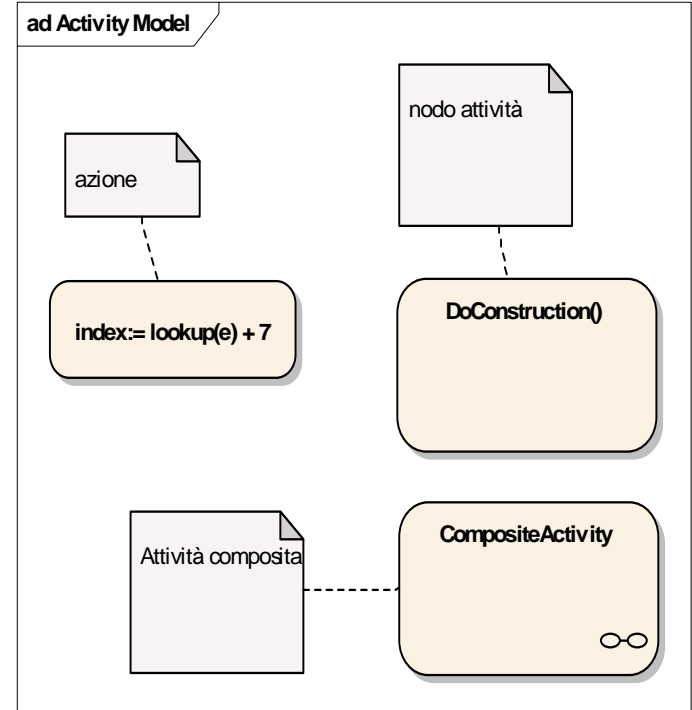 ad Activity Model
nodo attività
azione
index:= lookup(e) + 7
DoConstruction()
Attività composita
CompositeActivity